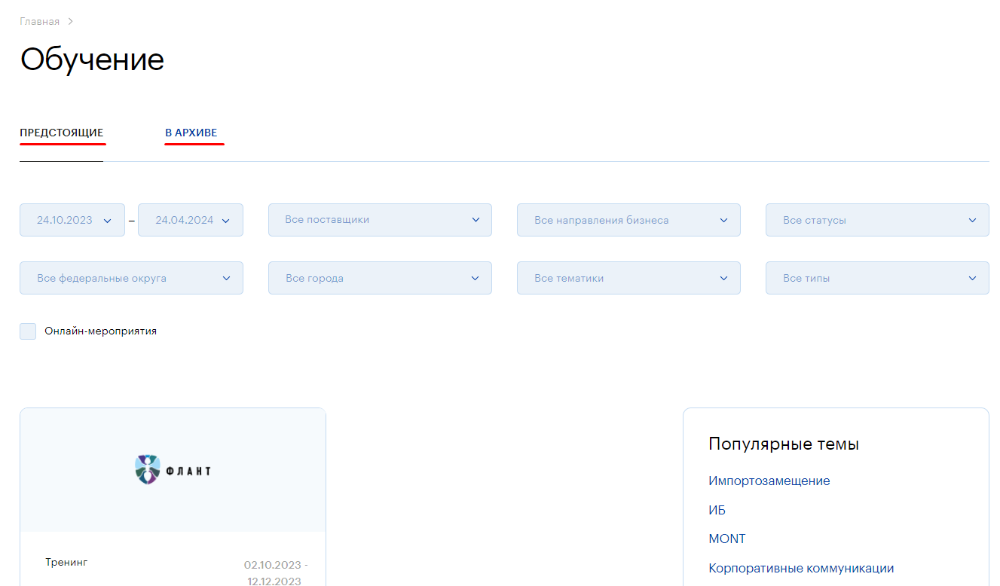 Главная
Обучение
ПРЕДСТОЯЩИЕ В АРХИВЕ
24.10.2023 – 24.04.2024 Все поставщики Все направления бизнеса Все статусы
Все федеральные округа Все города Все тематики Все типы
Онлайн-мероприятия
ФЛАНТ
Тренинг 02.10.2023 -
12.12.2023
Популярные темы
Импортозамещение
ИБ
MONT
Корпоративные коммуникации